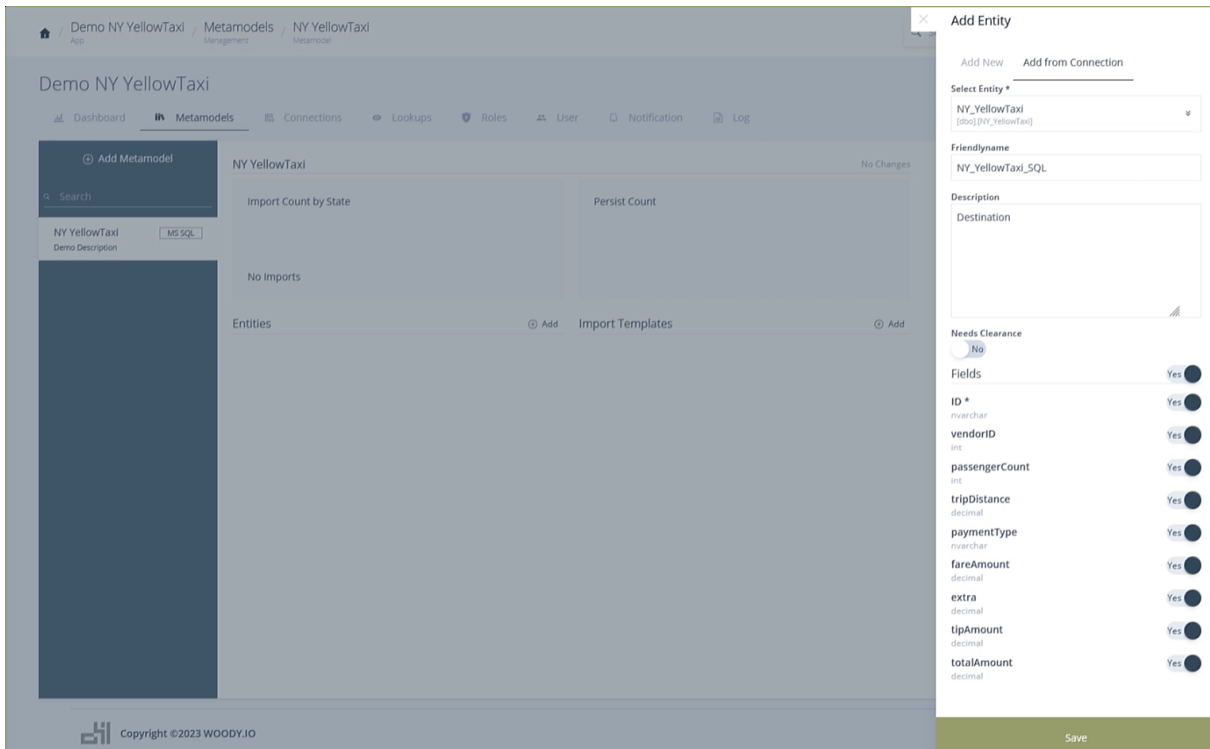 Demo NY YellowTaxi
App
/
Metamodels
Management
/
NY YellowTaxi
Metamodel
Demo NY YellowTaxi
Dashboard
Metamodels
Connections
Lookups
Roles
User
Notification
Log
Add Metamodel
Search
NY YellowTaxi
MS SQL
Demo Description
NY YellowTaxi
No Changes
Import Count by State
No Imports
Persist Count
Entities
Add
Import Templates
Add
Copyright ©2023 WOODY.IO
Add Entity
Add New
Add from Connection
Select Entity *
NY_YellowTaxi
[dbo].[NY_YellowTaxi]
Friendlyname
NY_YellowTaxi_SQL
Description
Destination
Needs Clearance
No
Fields
Yes
ID *
nvarchar
Yes
vendorID
int
Yes
passengerCount
int
Yes
tripDistance
decimal
Yes
paymentType
nvarchar
Yes
fareAmount
decimal
Yes
extra
decimal
Yes
tipAmount
decimal
Yes
totalAmount
decimal
Yes
Save